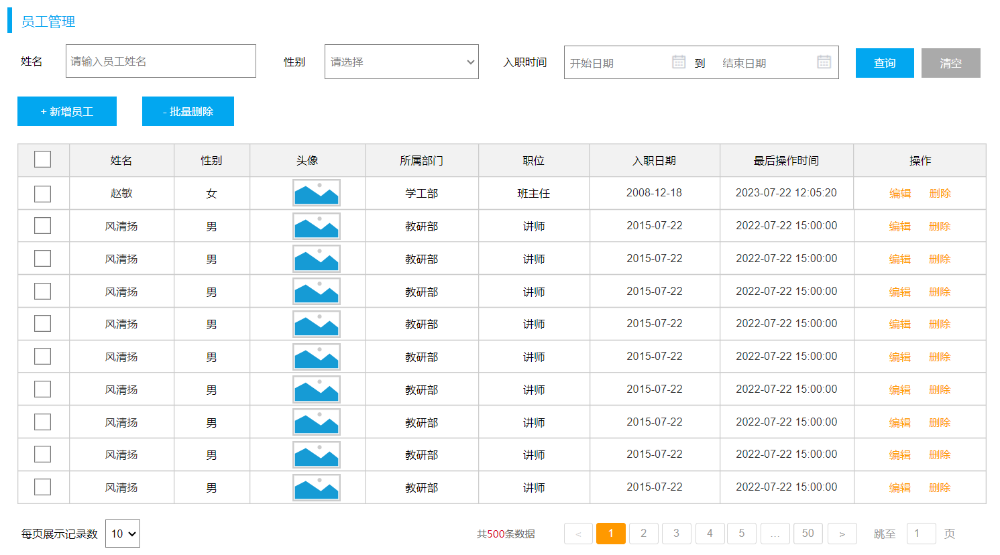 员工管理
姓名 请输入员工姓名 性别 请选择 入职时间 开始日期 到 结束日期 查询 清空
+ 新增员工 - 批量删除
姓名 性别 头像 所属部门 职位 入职日期 最后操作时间 操作
赵敏 女 学工部 班主任 2008-12-18 2023-07-22 12:05:20 编辑 删除
风清扬 男 教研部 讲师 2015-07-22 2022-07-22 15:00:00 编辑 删除
风清扬 男 教研部 讲师 2015-07-22 2022-07-22 15:00:00 编辑 删除
风清扬 男 教研部 讲师 2015-07-22 2022-07-22 15:00:00 编辑 删除
风清扬 男 教研部 讲师 2015-07-22 2022-07-22 15:00:00 编辑 删除
风清扬 男 教研部 讲师 2015-07-22 2022-07-22 15:00:00 编辑 删除
风清扬 男 教研部 讲师 2015-07-22 2022-07-22 15:00:00 编辑 删除
风清扬 男 教研部 讲师 2015-07-22 2022-07-22 15:00:00 编辑 删除
风清扬 男 教研部 讲师 2015-07-22 2022-07-22 15:00:00 编辑 删除
风清扬 男 教研部 讲师 2015-07-22 2022-07-22 15:00:00 编辑 删除
每页展示记录数 10 共500条数据 < 1 2 3 4 5 ... 50 > 跳至 1 页